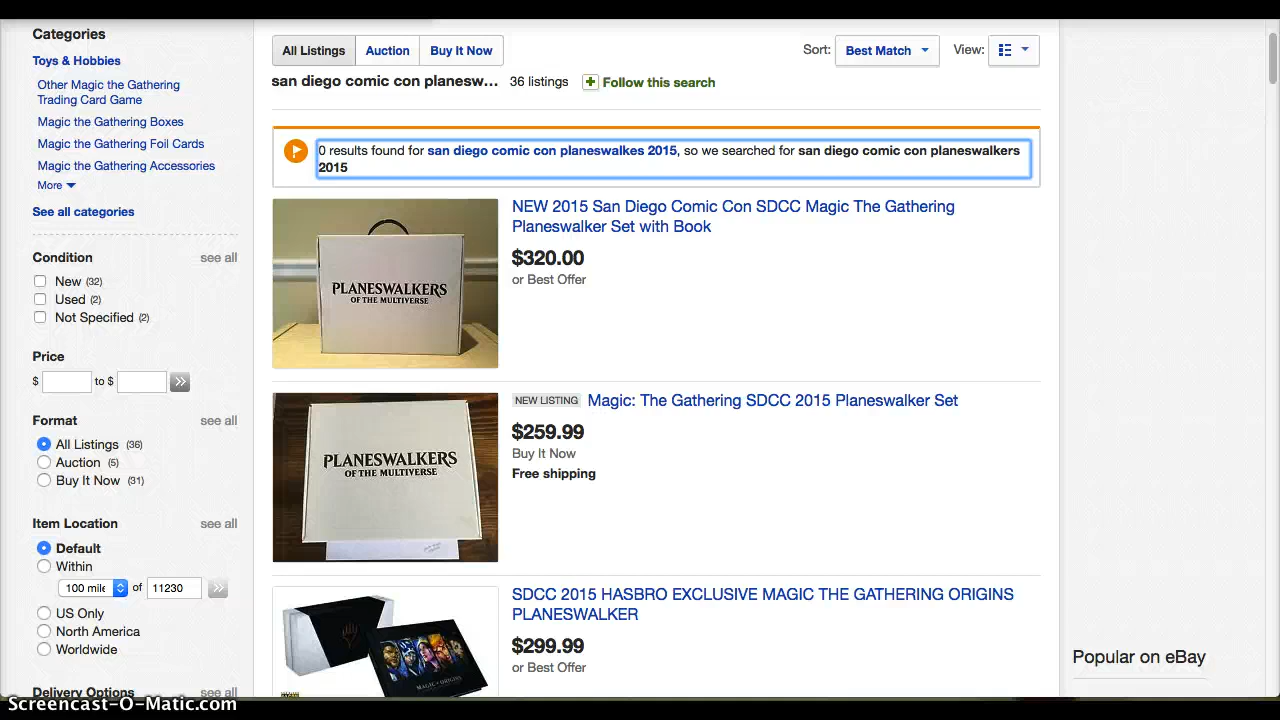 Categories
Toys & Hobbies
Other Magic the Gathering
Trading Card Game
Magic the Gathering Boxes
Magic the Gathering Foil Cards
Magic the Gathering Accessories
More
See all categories
Condition see all
New (32)
Used (2)
Not Specified (2)
Price
$ to $
Format see all
All Listings (36)
Auction (5)
Buy It Now (31)
Item Location see all
Default
Within
100 mile of 11230
US Only
North America
Worldwide
Delivery Options see all
All Listings Auction Buy It Now Sort: Best Match View:
san diego comic con planesw... 36 listings Follow this search
0 results found for san diego comic con planeswalkes 2015, so we searched for san diego comic con planeswalkers
2015
PLANESWALKERS
OF THE MULTIVERSE
NEW 2015 San Diego Comic Con SDCC Magic The Gathering
Planeswalker Set with Book
$320.00
or Best Offer
PLANESWALKERS
OF THE MULTIVERSE
NEW LISTING Magic: The Gathering SDCC 2015 Planeswalker Set
$259.99
Buy It Now
Free shipping
MAGIC ORIGINS
SDCC 2015 HASBRO EXCLUSIVE MAGIC THE GATHERING ORIGINS
PLANESWALKER
$299.99
or Best Offer
Popular on eBay
Screencast-O-Matic.com